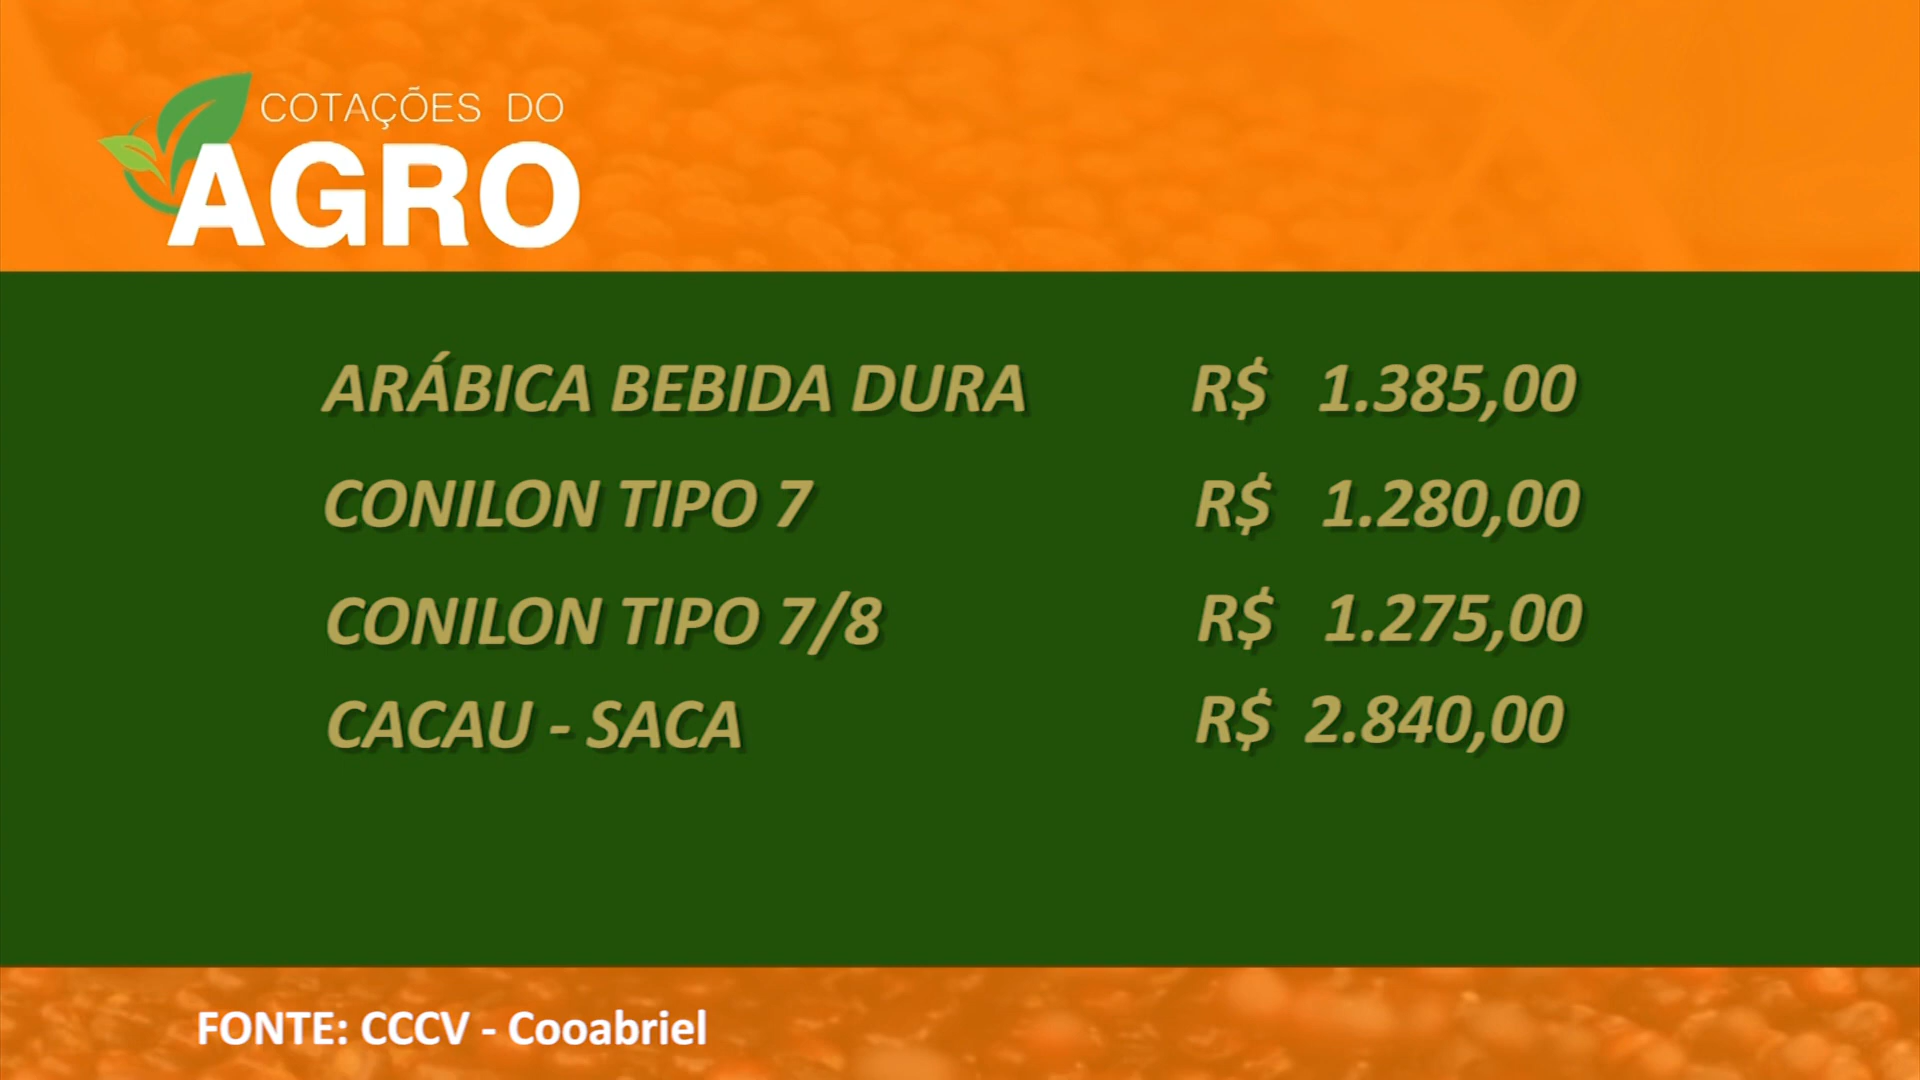 COTAÇÕES DO
AGRO
ARÁBICA BEBIDA DURA R$ 1.385,00
CONILON TIPO 7 R$ 1.280,00
CONILON TIPO 7/8 R$ 1.275,00
CACAU - SACA R$ 2.840,00
FONTE: CCCV - Cooabriel